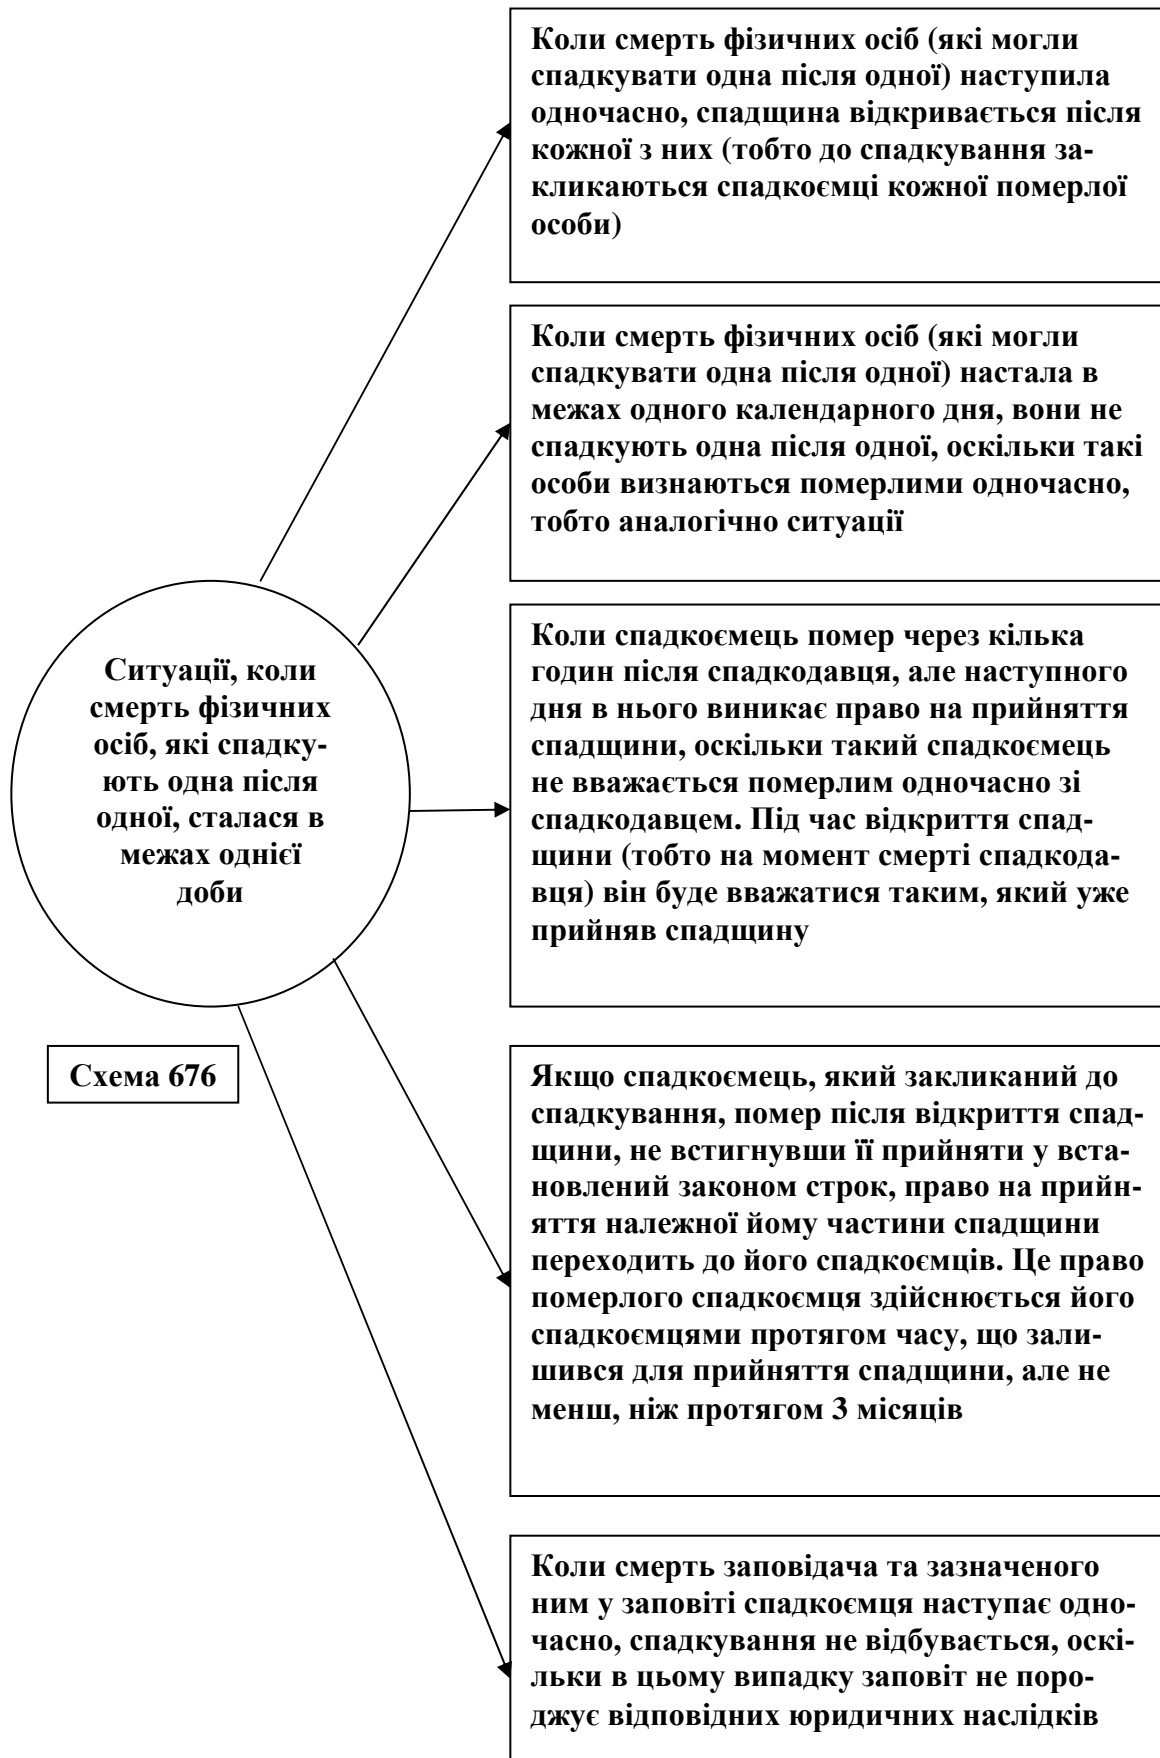 Коли смерть фізичних осіб (які могли
спадкувати одна після одної) наступила
одночасно, спадщина відкривається після
кожної з них (тобто до спадкування за-
кликаються спадкоємці кожної померлої
особи)
Коли смерть фізичних осіб (які могли
спадкувати одна після одної) настала в
межах одного календарного дня, вони не
спадкують одна після одної, оскільки такі
особи визнаються померлими одночасно,
тобто аналогічно ситуації
Ситуації, коли
смерть фізичних
осіб, які спадку-
ють одна після
одної, сталася в
межах однієї
доби
Коли спадкоємець помер через кілька
годин після спадкодавця, але наступного
дня в нього виникає право на прийняття
спадщини, оскільки такий спадкоємець
не вважається померлим одночасно зі
спадкодавцем. Під час відкриття спад-
щини (тобто на момент смерті спадкода-
вця) він буде вважатися таким, який уже
прийняв спадщину
Схема 676
Якщо спадкоємець, який закликаний до
спадкування, помер після відкриття спад-
щини, не встигнувши її прийняти у вста-
новлений законом строк, право на прийн-
яття належної йому частини спадщини
переходить до його спадкоємців. Це право
померлого спадкоємця здійснюється його
спадкоємцями протягом часу, що зали-
шився для прийняття спадщини, але не
менш, ніж протягом 3 місяців
Коли смерть заповідача та зазначеного
ним у заповіті спадкоємця наступає одно-
часно, спадкування не відбувається, оскі-
льки в цьому випадку заповіт не поро-
джує відповідних юридичних наслідків